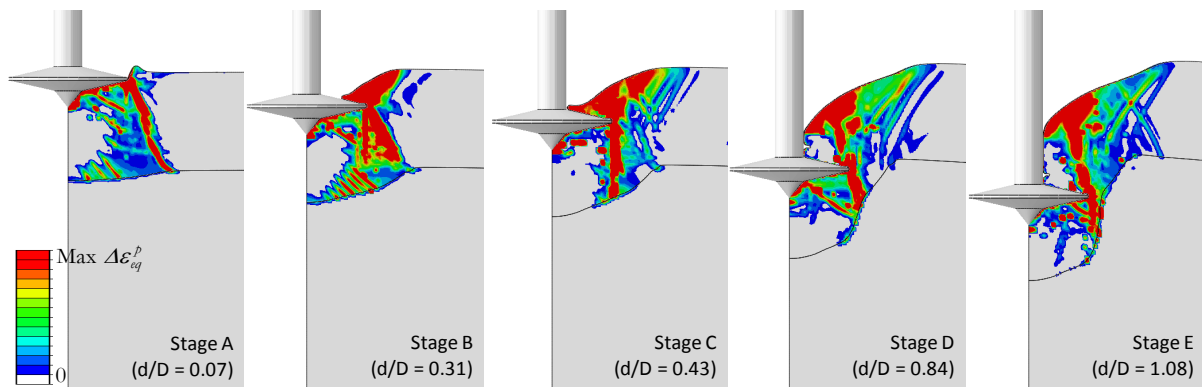 Max Δε^p_eq
0
Stage A
(d/D = 0.07)
Stage B
(d/D = 0.31)
Stage C
(d/D = 0.43)
Stage D
(d/D = 0.84)
Stage E
(d/D = 1.08)